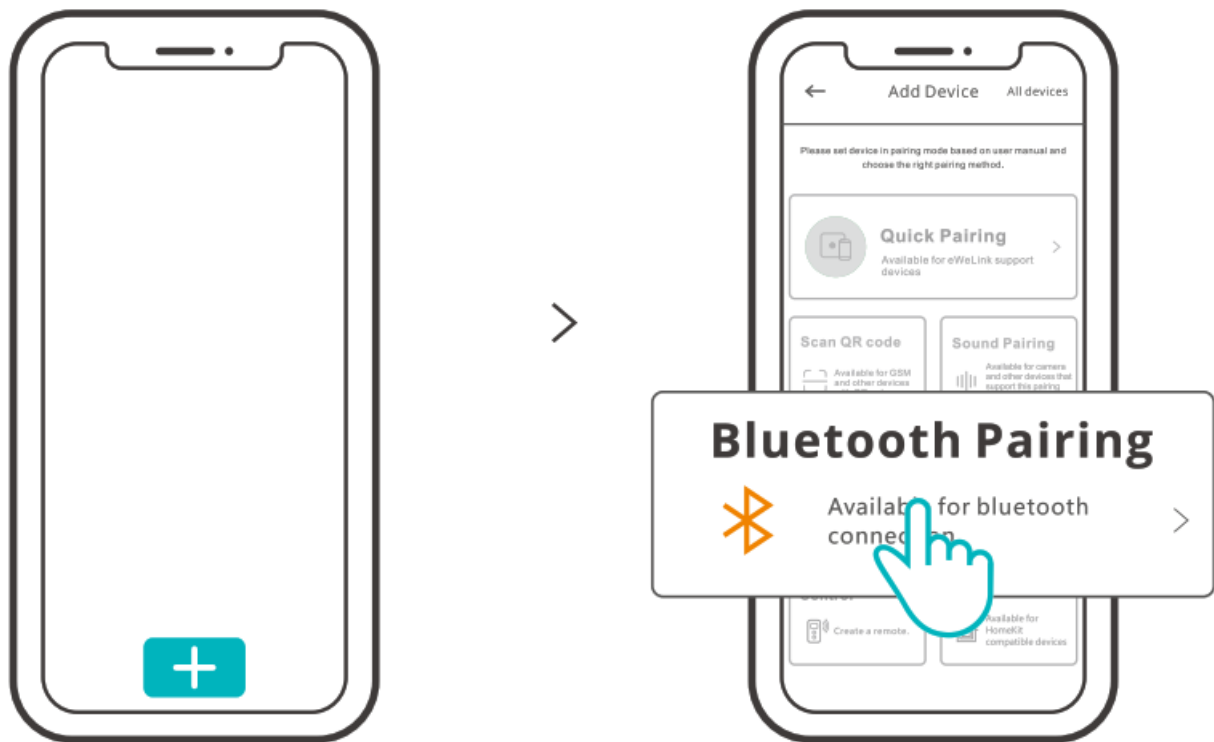 Add Device
All devices
Please set device in pairing mode based on user manual and
choose the right pairing method.
Quick Pairing
Available for eWeLink support
devices
Scan QR code
Available for GSM
and other devices
Sound Pairing
Available for camera
and other devices that
support this pairing
Bluetooth Pairing
Available for bluetooth
connection
Create a remote.
Available for
HomeKit
compatible devices